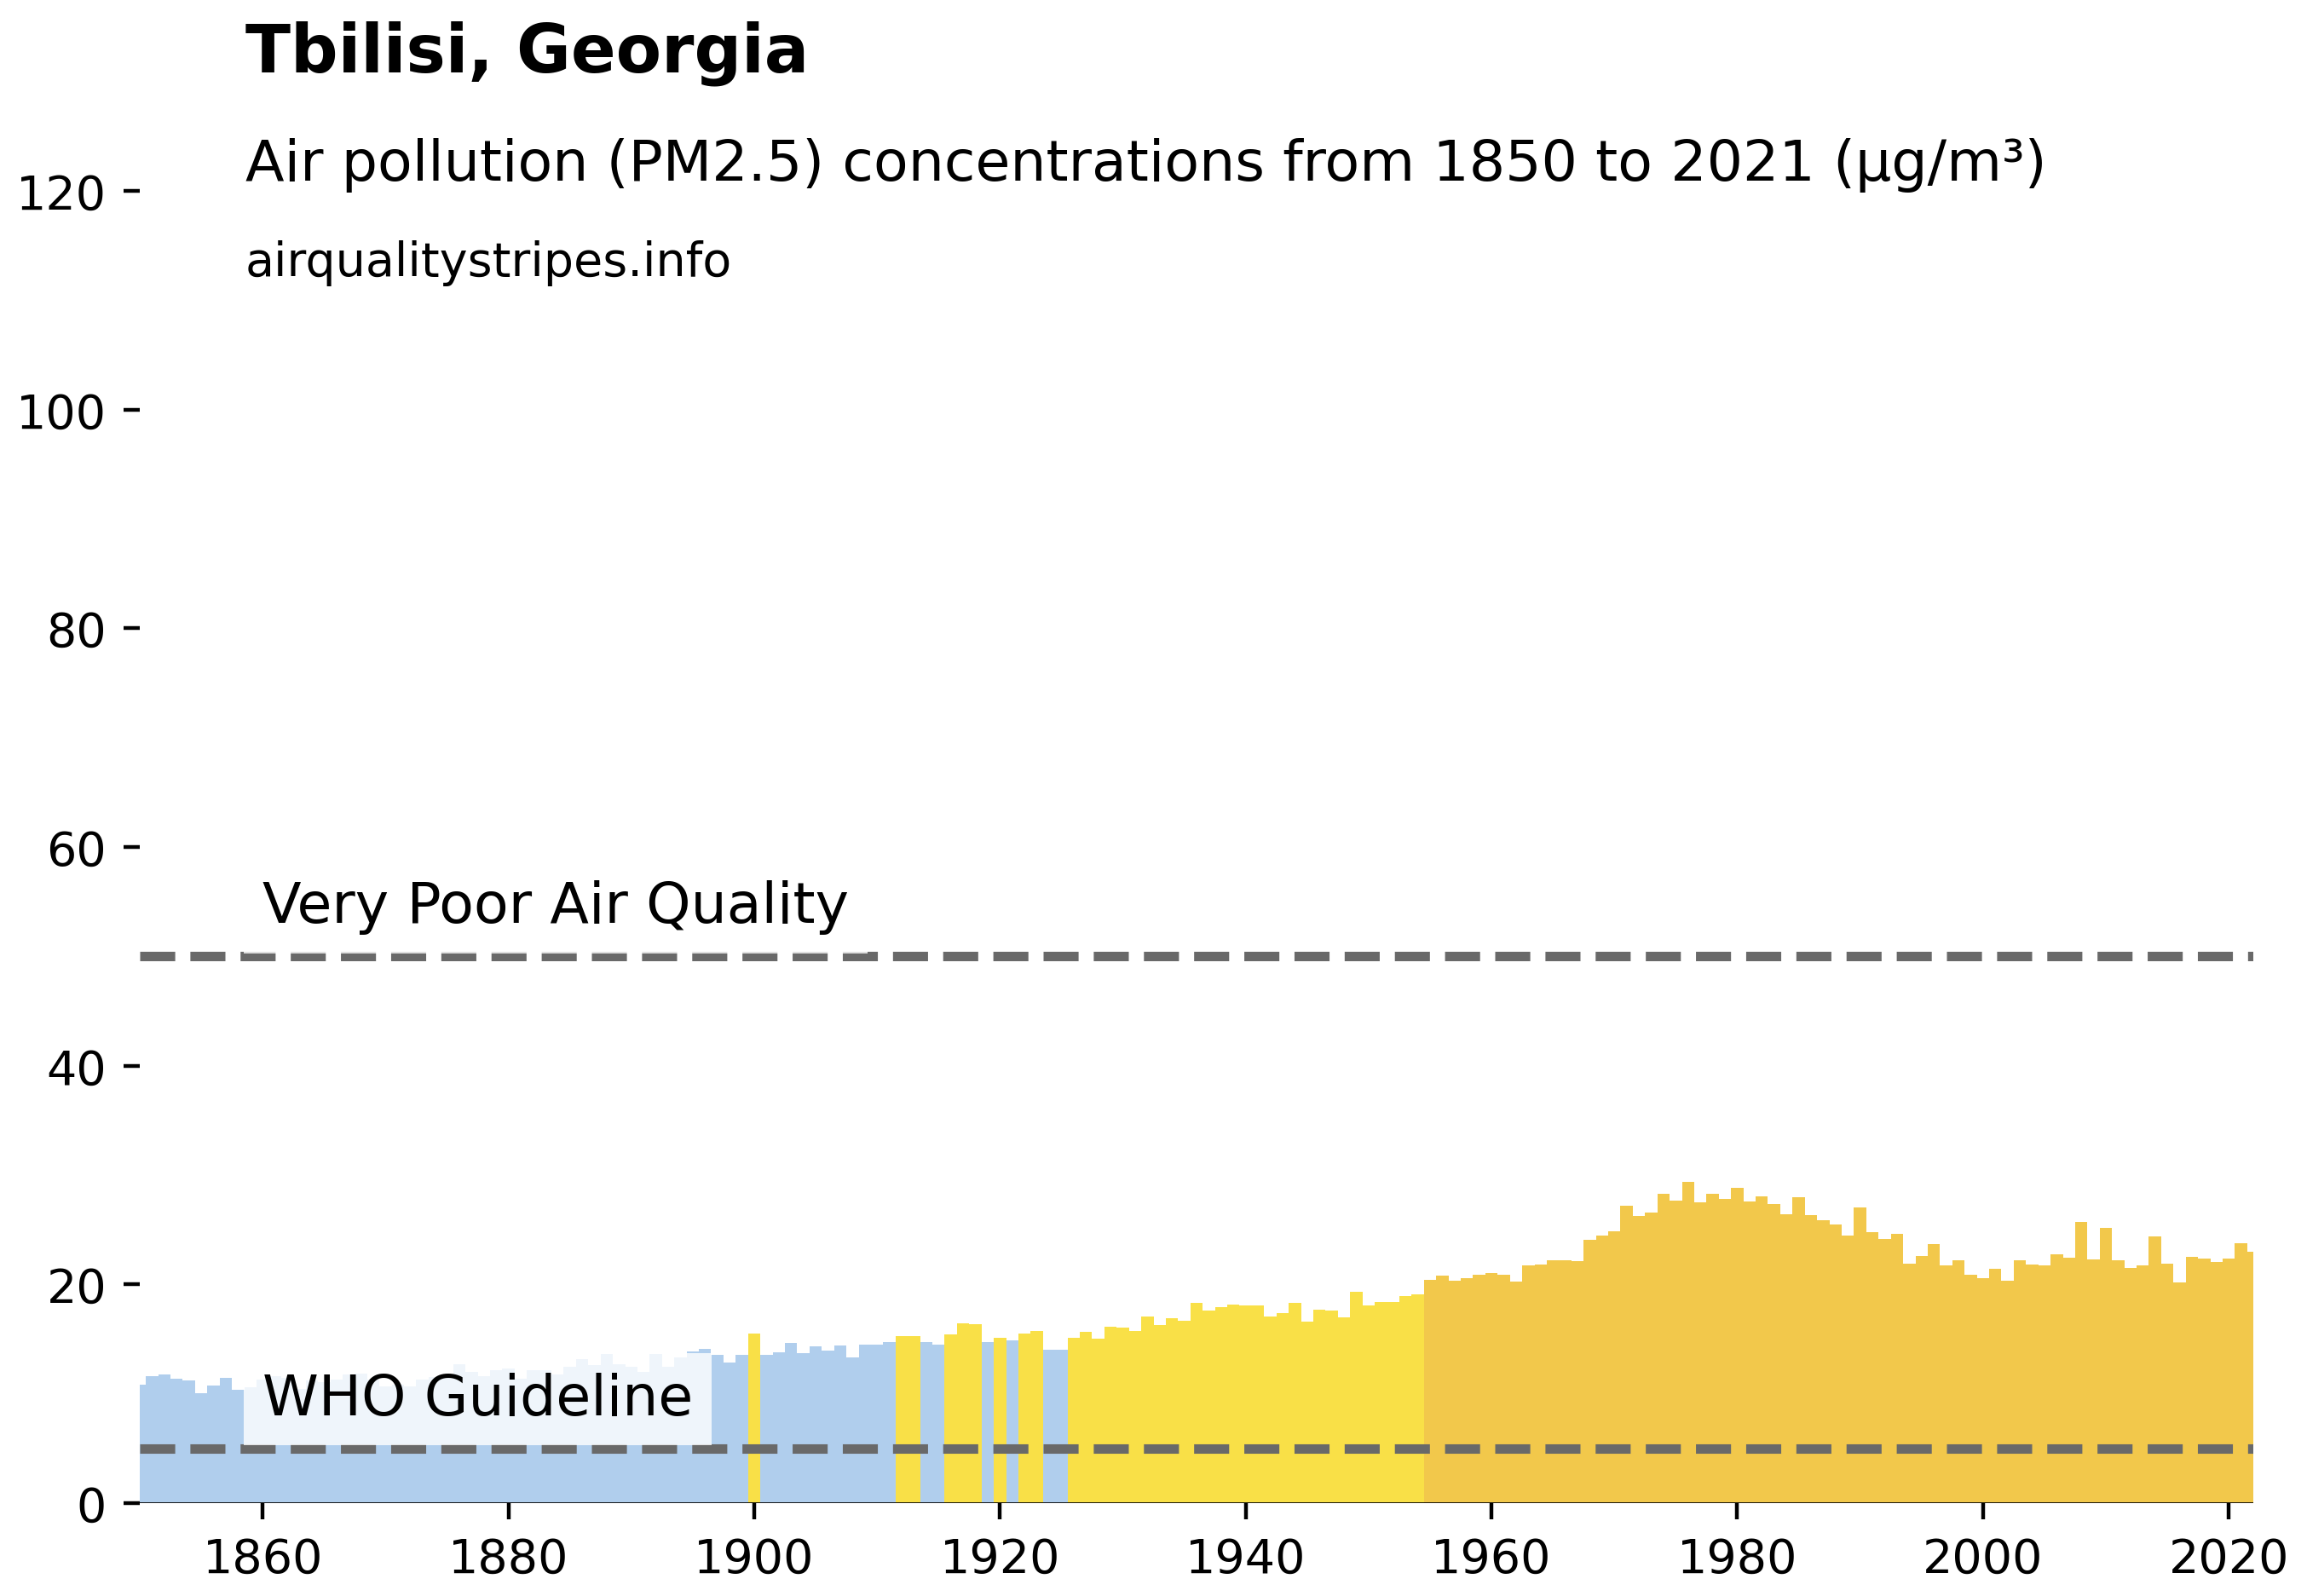 Tbilisi, Georgia
Air pollution (PM2.5) concentrations from 1850 to 2021 (µg/m³)
airqualitystripes.info
120
100
80
60
Very Poor Air Quality
40
20
WHO Guideline
0
1860 1880 1900 1920 1940 1960 1980 2000 2020